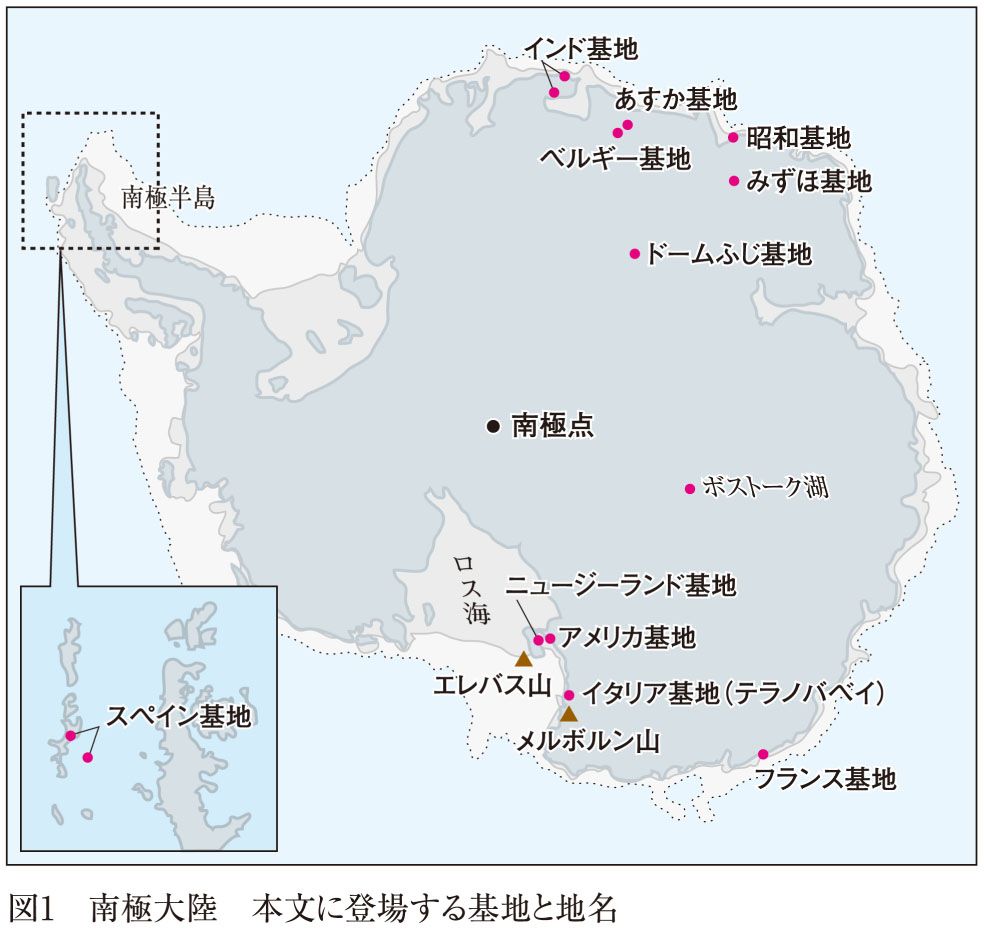 インド基地
あすか基地
ベルギー基地
昭和基地
みずほ基地
南極半島
ドームふじ基地
南極点
ボストーク湖
ロス海
ニュージーランド基地
アメリカ基地
エレバス山
イタリア基地（テラノバベイ）
メルボルン山
スペイン基地
フランス基地
図1　南極大陸　本文に登場する基地と地名